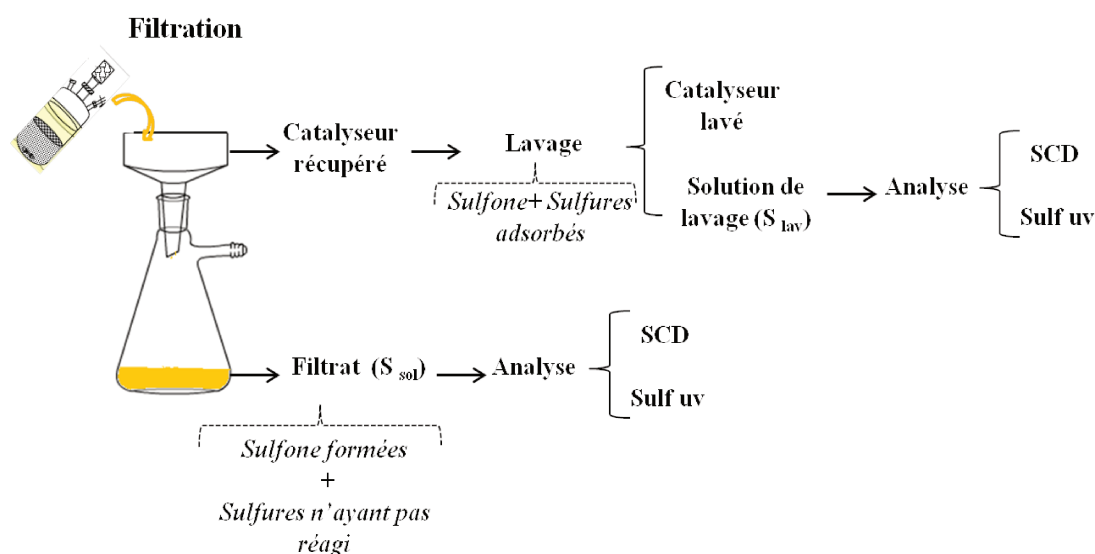 Filtration
Catalyseur
récupéré
Lavage
Sulfone+ Sulfures
adsorbés
Catalyseur
lavé
Solution de
lavage (S lav)
Analyse
SCD
Sulf uv
Filtrat (S sol)
Analyse
SCD
Sulf uv
Sulfone formées
+
Sulfures n'ayant pas
réagi